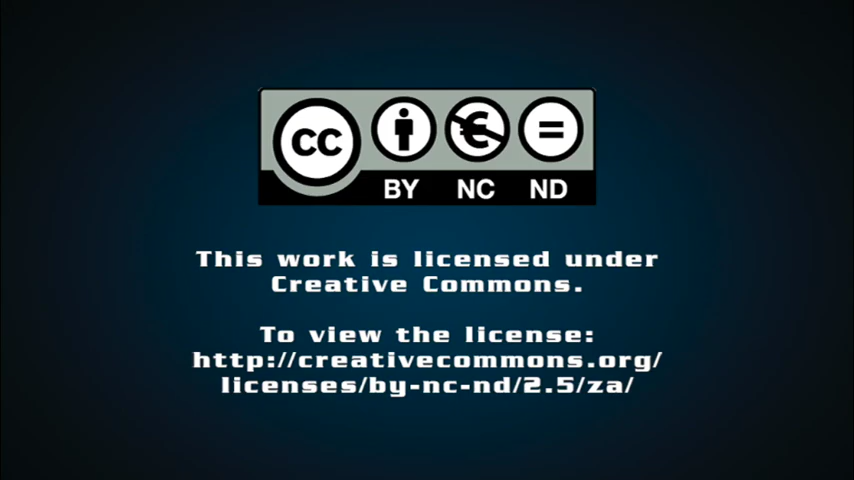 CC
BY NC ND
This work is licensed under
Creative Commons.
To view the license:
http://creativecommons.org/
licenses/by-nc-nd/2.5/za/